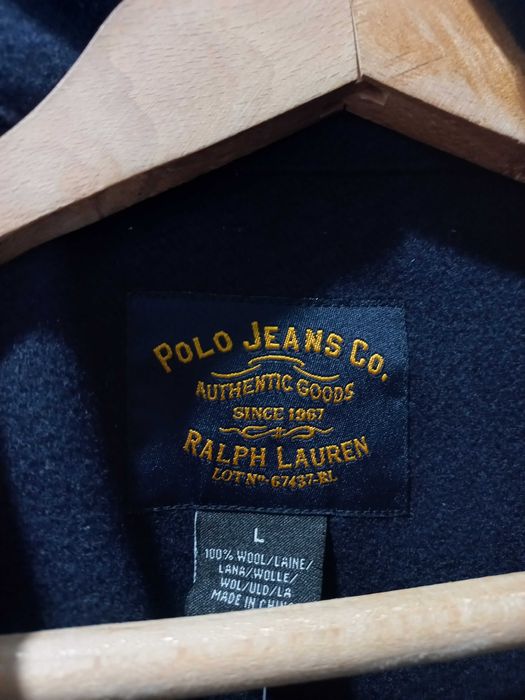 POLO JEANS CO.
AUTHENTIC GOODS
SINCE 1967
RALPH LAUREN
LOT Nº-67437-RL
L
100% WOOL/LAINE/
LANA/WOLLE/
WOL/ULD/LA
MADE IN